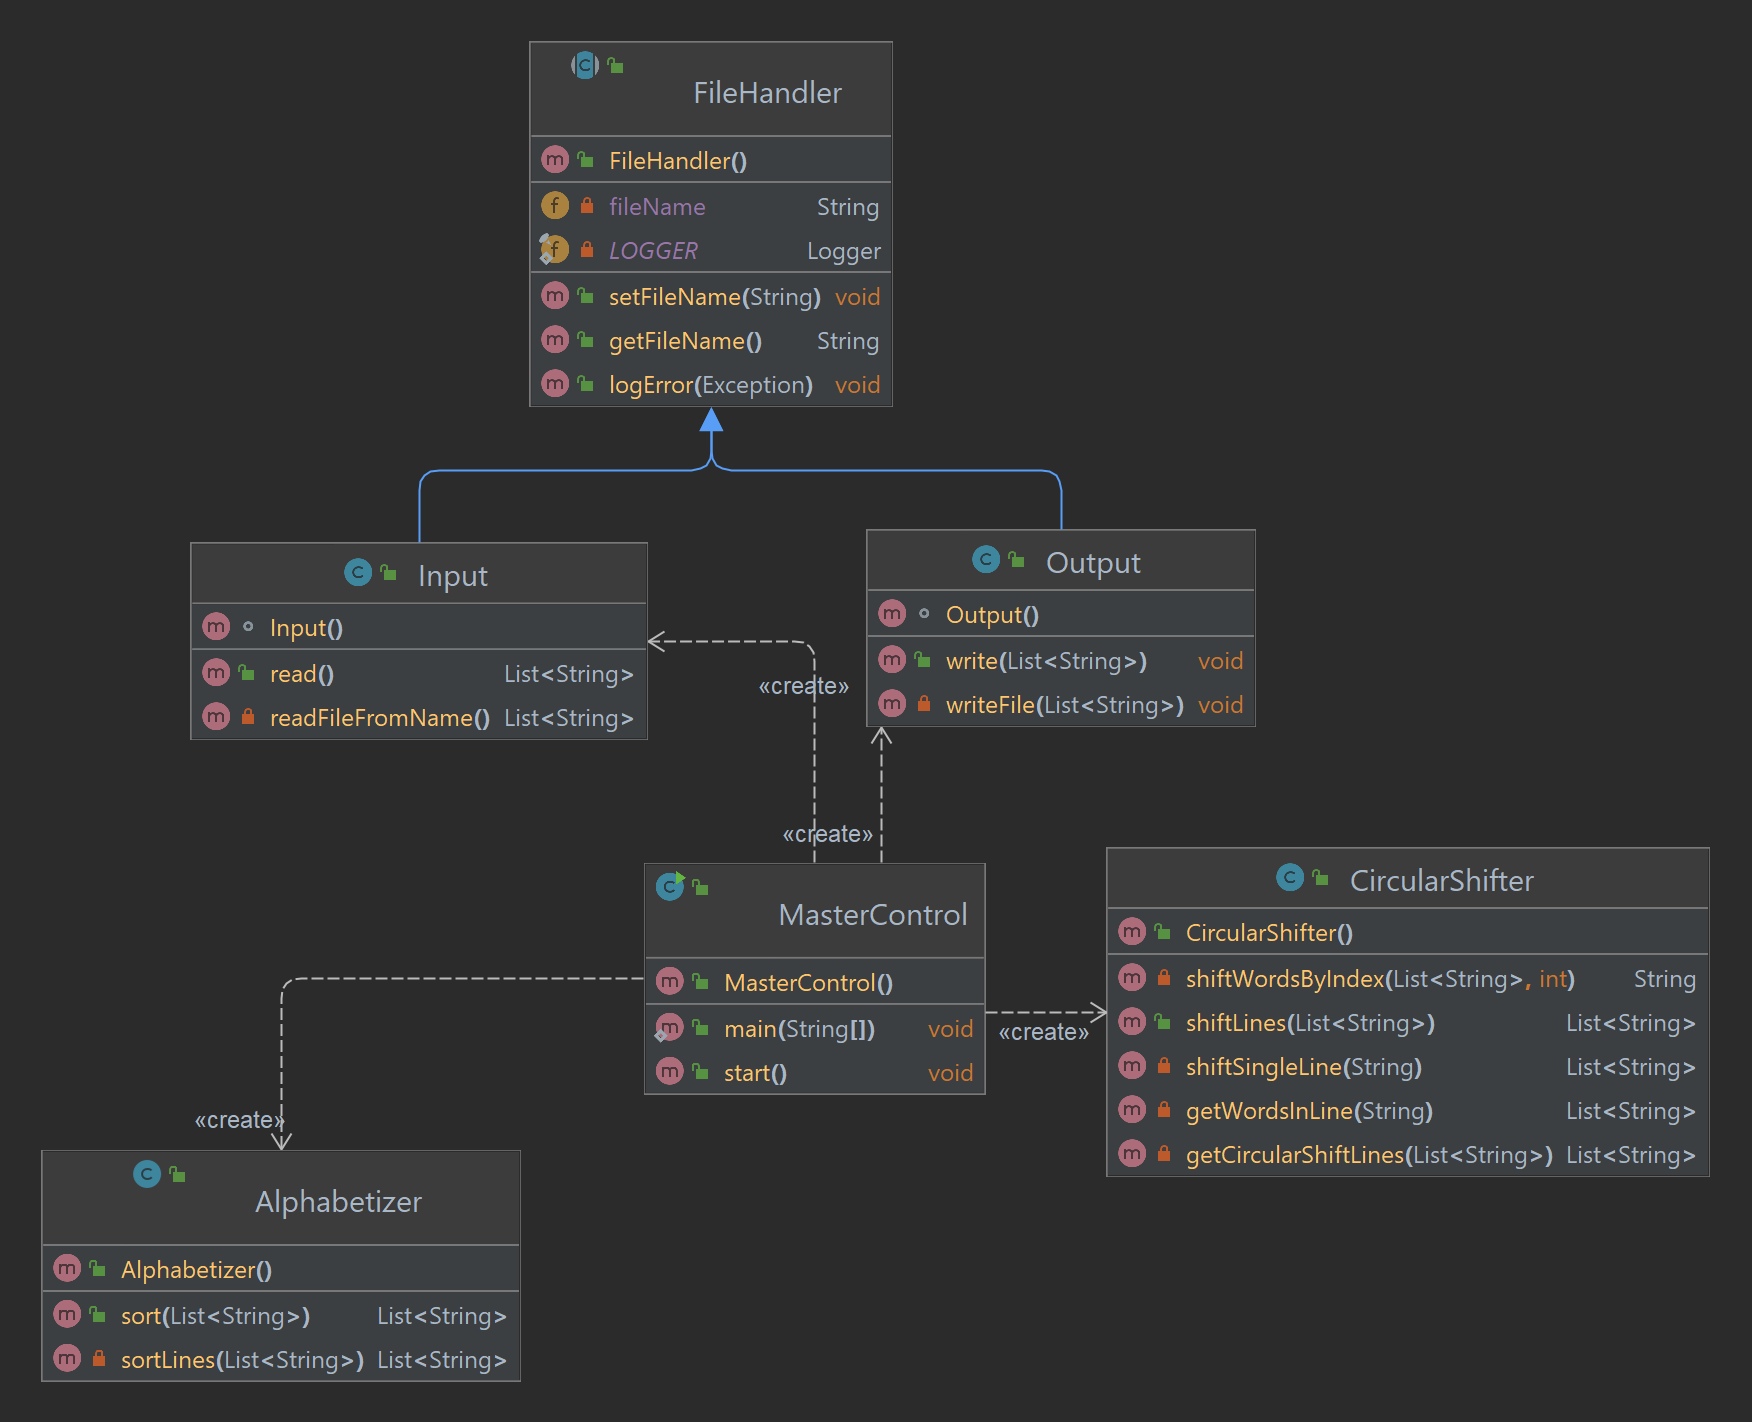 FileHandler
FileHandler()
fileName String
LOGGER Logger
setFileName(String) void
getFileName() String
logError(Exception) void
Input
Input()
read() List<String>
readFileFromName() List<String>
Output
Output()
write(List<String>) void
writeFile(List<String>) void
«create»
«create»
MasterControl
MasterControl()
main(String[]) void
start() void
«create»
CircularShifter
CircularShifter()
shiftWordsByIndex(List<String>, int) String
shiftLines(List<String>) List<String>
shiftSingleLine(String) List<String>
getWordsInLine(String) List<String>
getCircularShiftLines(List<String>) List<String>
«create»
Alphabetizer
Alphabetizer()
sort(List<String>) List<String>
sortLines(List<String>) List<String>